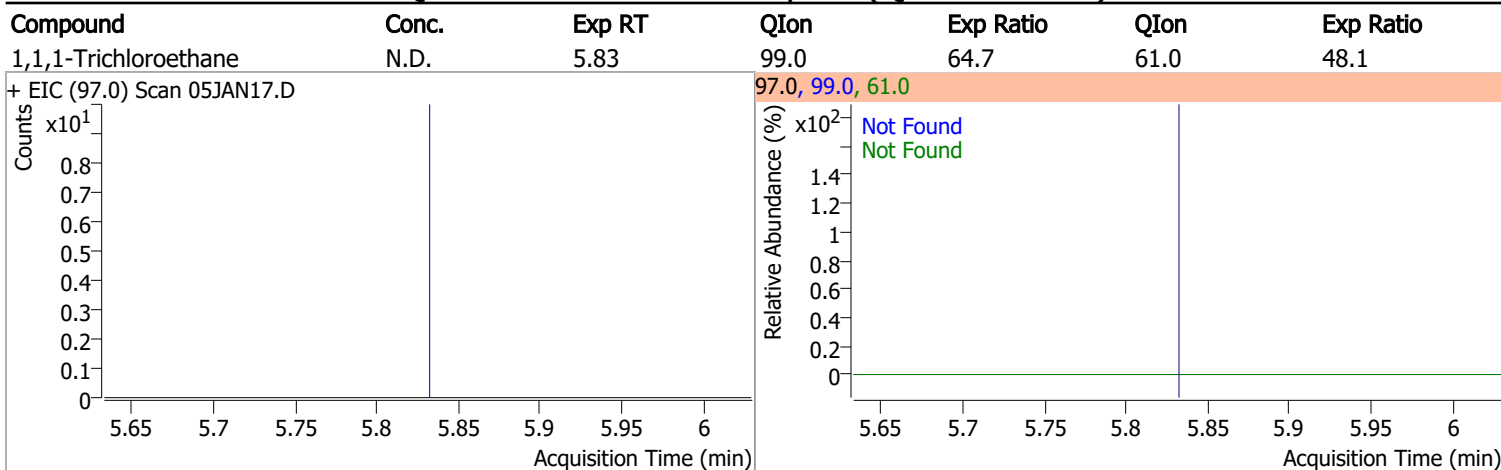 Compound Conc. Exp RT QIon Exp Ratio QIon Exp Ratio
1,1,1-Trichloroethane N.D. 5.83 99.0 64.7 61.0 48.1
+ EIC (97.0) Scan 05JAN17.D
Counts
x10¹
0.8
0.7
0.6
0.5
0.4
0.3
0.2
0.1
0
5.65 5.7 5.75 5.8 5.85 5.9 5.95 6
Acquisition Time (min)
97.0, 99.0, 61.0
Relative Abundance (%)
x10²
Not Found
Not Found
1.4
1.2
1
0.8
0.6
0.4
0.2
0
5.65 5.7 5.75 5.8 5.85 5.9 5.95 6
Acquisition Time (min)